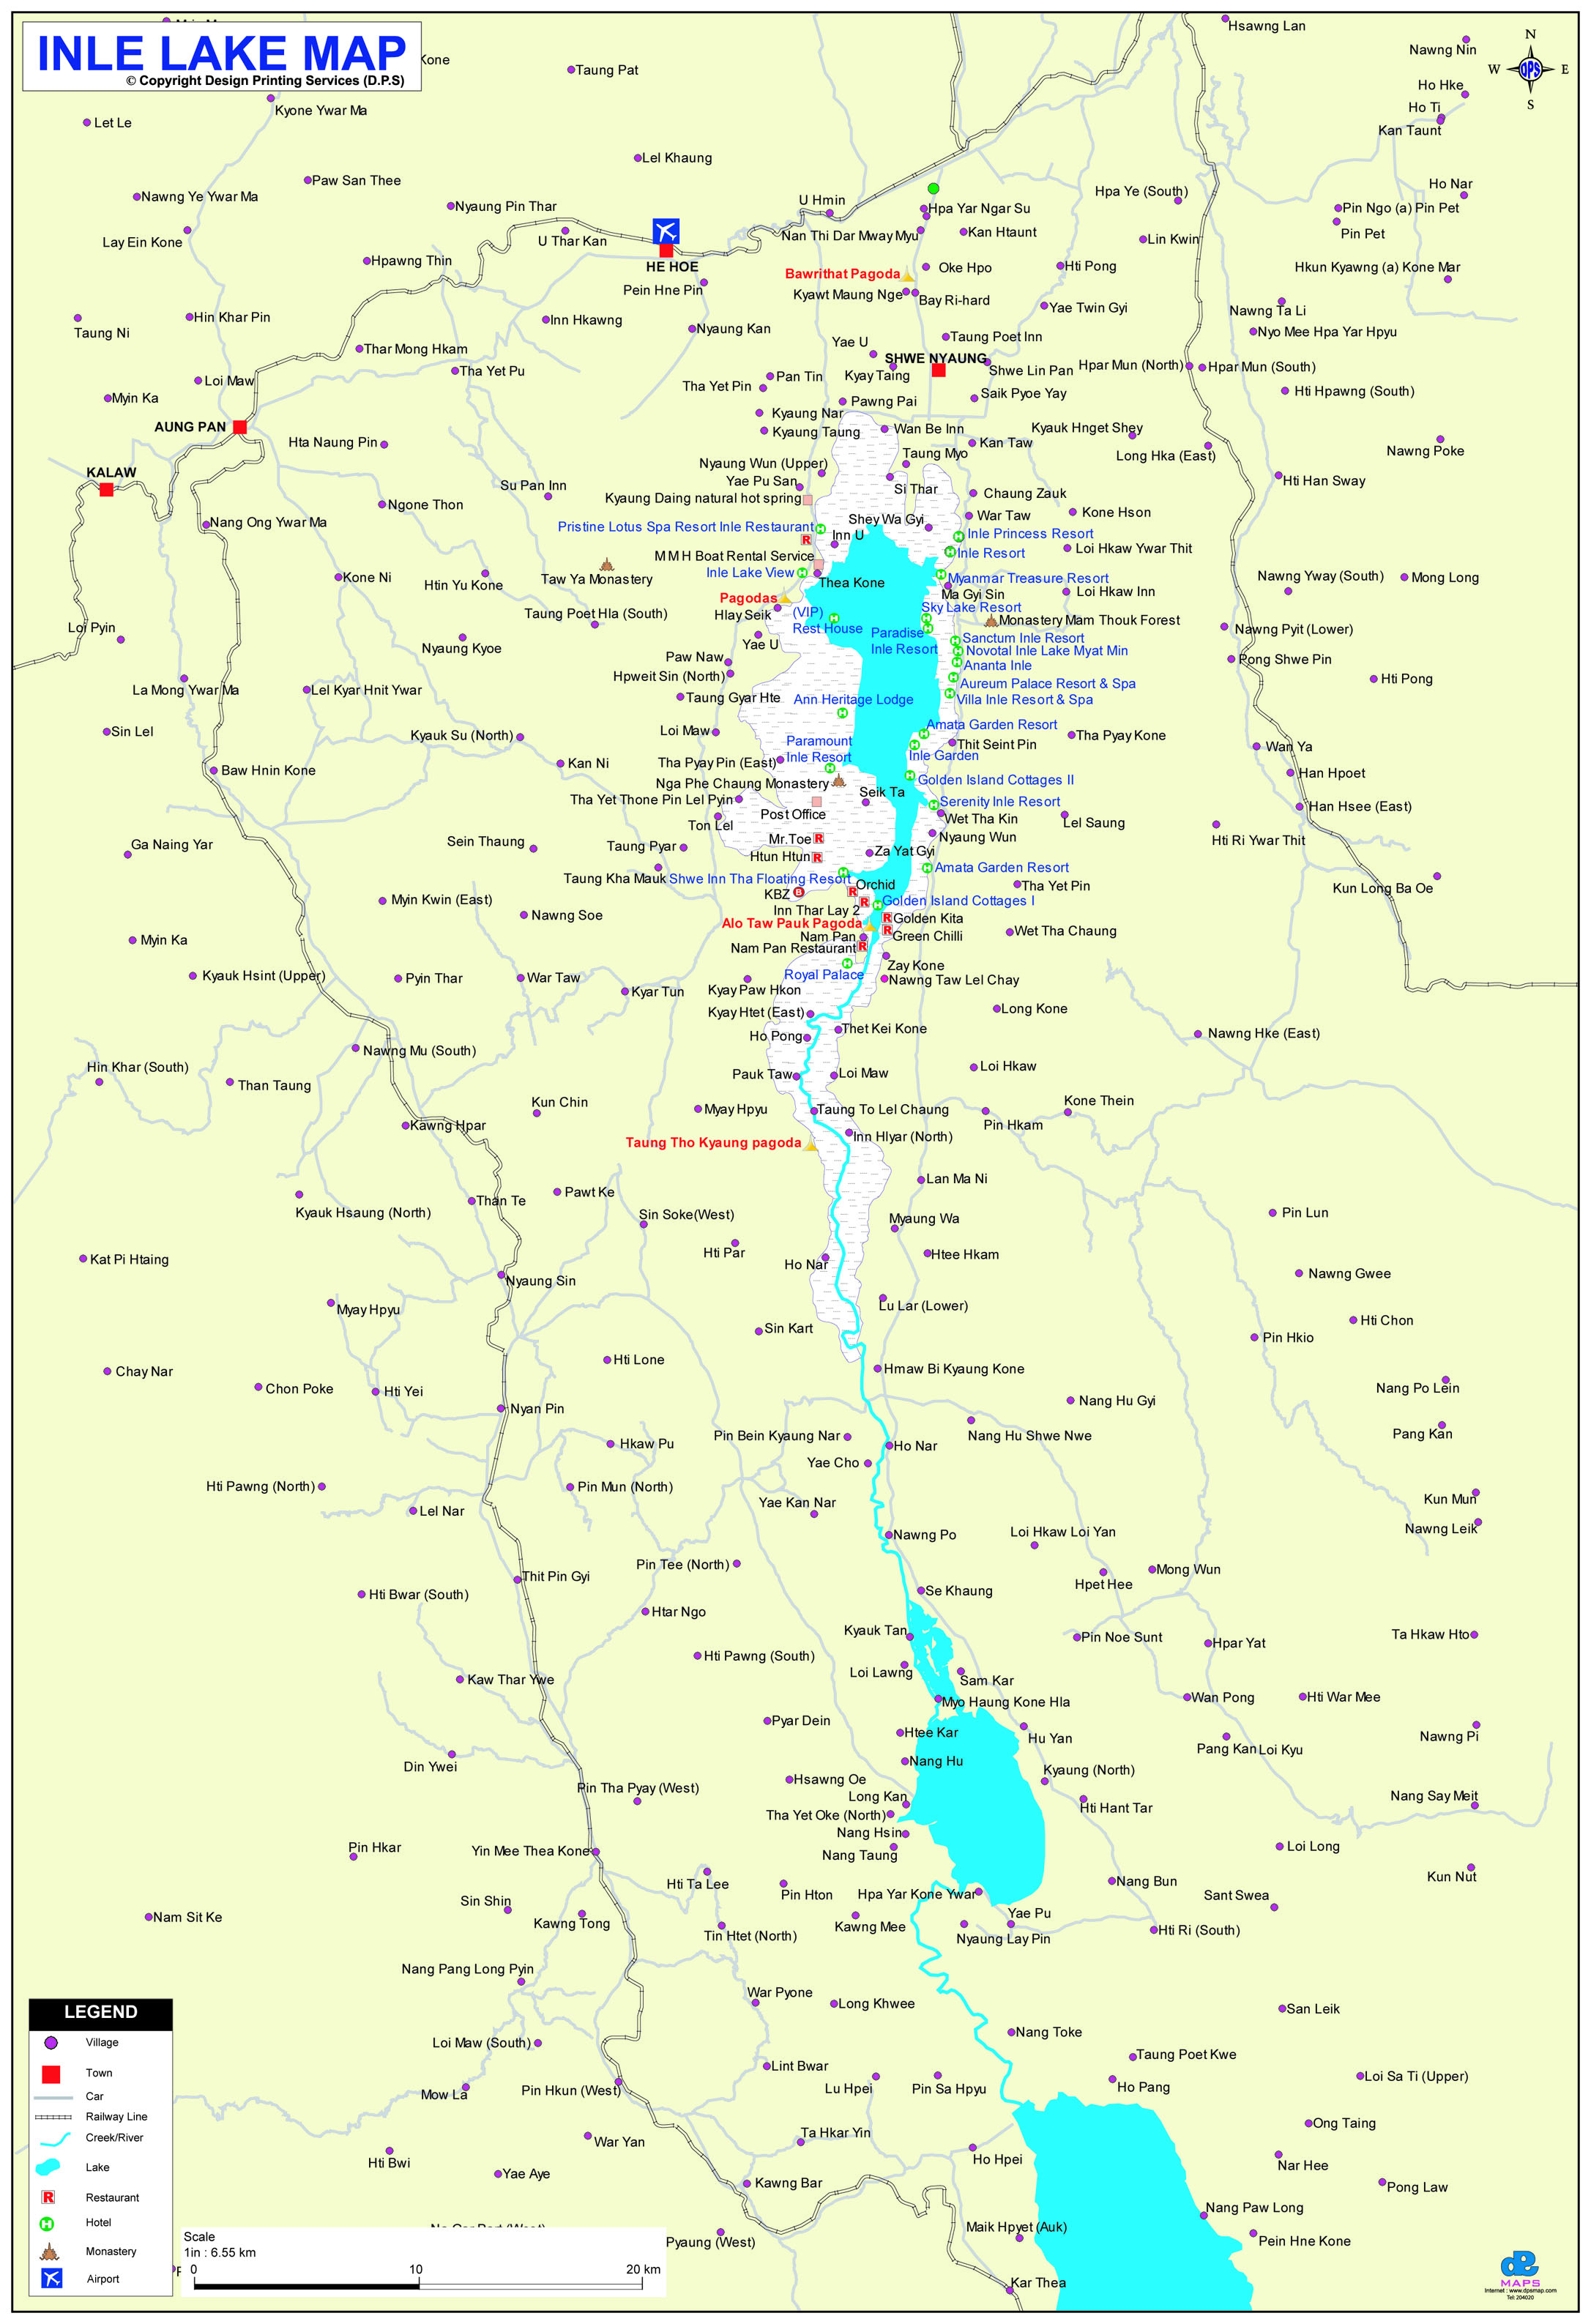 INLE LAKE MAP
© Copyright Design Printing Services (D.P.S)
Kone
Taung Pat
Hsawng Lan
Nawng Nin
N
W
DPS
E
S
Ho Hke
Ho Ti
Kan Taunt
Kyone Ywar Ma
Let Le
Lel Khaung
Paw San Thee
Nawng Ye Ywar Ma
Nyaung Pin Thar
U Hmin
Hpa Yar Ngar Su
Hpa Ye (South)
Ho Nar
Pin Ngo (a) Pin Pet
Pin Pet
Lay Ein Kone
U Thar Kan
Nan Thi Dar Mway Myu
Kan Htaunt
Lin Kwin
Hpawng Thin
HE HOE
Bawrithat Pagoda
Oke Hpo
Hti Pong
Hkun Kyawng (a) Kone Mar
Pein Hne Pin
Kyawt Maung Nge
Bay Ri-hard
Yae Twin Gyi
Nawng Ta Li
Taung Ni
Hin Khar Pin
Inn Hkawng
Nyaung Kan
Nyo Mee Hpa Yar Hpyu
Thar Mong Hkam
Yae U
Taung Poet Inn
SHWE NYAUNG
Tha Yet Pu
Loi Maw
Pan Tin
Kyay Taing
Shwe Lin Pan
Hpar Mun (North)
Hpar Mun (South)
Tha Yet Pin
Myin Ka
Pawng Pai
Saik Pyoe Yay
Hti Hpawng (South)
Kyaung Nar
AUNG PAN
Kyaung Taung
Wan Be Inn
Kyauk Hnget Shey
Hta Naung Pin
Kan Taw
Long Hka (East)
Nawng Poke
KALAW
Taung Myo
Nyaung Wun (Upper)
Yae Pu San
Si Thar
Hti Han Sway
Su Pan Inn
Kyaung Daing natural hot spring
Chaung Zauk
Ngone Thon
Shey Wa Gyi
War Taw
Kone Hson
Nang Ong Ywar Ma
Pristine Lotus Spa Resort Inle Restaurant
Inn U
Inle Princess Resort
Inle Resort
Loi Hkaw Ywar Thit
M M H Boat Rental Service
Kone Ni
Htin Yu Kone
Taw Ya Monastery
Inle Lake View
Thea Kone
Myanmar Treasure Resort
Nawng Yway (South)
Mong Long
Ma Gyi Sin
Loi Hkaw Inn
Pagodas
Taung Poet Hla (South)
Hlay Seik
(VIP)
Rest House
Sky Lake Resort
Monastery Mam Thouk Forest
Loi Pyin
Paradise
Inle Resort
Nyaung Kyoe
Yae U
Sanctum Inle Resort
Nawng Pyit (Lower)
Novotal Inle Lake Myat Min
Paw Naw
Ananta Inle
Pong Shwe Pin
Hpweit Sin (North)
La Mong Ywar Ma
Lel Kyar Hnit Ywar
Taung Gyar Hte
Aureum Palace Resort & Spa
Hti Pong
Ann Heritage Lodge
Villa Inle Resort & Spa
Sin Lel
Kyauk Su (North)
Loi Maw
Amata Garden Resort
Tha Pyay Kone
Paramount
Inle Resort
Thit Seint Pin
Wan Ya
Inle Garden
Baw Hnin Kone
Kan Ni
Tha Pyay Pin (East)
Han Hpoet
Nga Phe Chaung Monastery
Golden Island Cottages II
Tha Yet Thone Pin Lel Pyin
Seik Ta
Serenity Inle Resort
Han Hsee (East)
Post Office
Wet Tha Kin
Lel Saung
Ton Lel
Ga Naing Yar
Sein Thaung
Taung Pyar
Mr.Toe
Nyaung Wun
Hti Ri Ywar Thit
Htun Htun
Za Yat Gyi
Taung Kha Mauk
Shwe Inn Tha Floating Resort
Amata Garden Resort
Kun Long Ba Oe
KBZ
Orchid
Tha Yet Pin
Myin Kwin (East)
Nawng Soe
Inn Thar Lay 2
Golden Island Cottages I
Alo Taw Pauk Pagoda
Golden Kita
Myin Ka
Nam Pan
Green Chilli
Wet Tha Chaung
Nam Pan Restaurant
Zay Kone
Kyauk Hsint (Upper)
Pyin Thar
War Taw
Royal Palace
Nawng Taw Lel Chay
Kyar Tun
Kyay Paw Hkon
Kyay Htet (East)
Long Kone
Thet Kei Kone
Nawng Hke (East)
Ho Pong
Nawng Mu (South)
Hin Khar (South)
Than Taung
Pauk Taw
Loi Maw
Loi Hkaw
Kun Chin
Myay Hpyu
Taung To Lel Chaung
Kone Thein
Kawng Hpar
Pin Hkam
Taung Tho Kyaung pagoda
Inn Hlyar (North)
Lan Ma Ni
Kyauk Hsaung (North)
Than Te
Pawt Ke
Sin Soke(West)
Myaung Wa
Pin Lun
Kat Pi Htaing
Hti Par
Ho Nar
Htee Hkam
Nyaung Sin
Nawng Gwee
Myay Hpyu
Lu Lar (Lower)
Hti Chon
Sin Kart
Pin Hkio
Chay Nar
Hti Lone
Hmaw Bi Kyaung Kone
Chon Poke
Hti Yei
Nang Po Lein
Nyan Pin
Nang Hu Gyi
Pin Bein Kyaung Nar
Nang Hu Shwe Nwe
Pang Kan
Hkaw Pu
Ho Nar
Yae Cho
Hti Pawng (North)
Pin Mun (North)
Lel Nar
Yae Kan Nar
Kun Mun
Nawng Po
Loi Hkaw Loi Yan
Nawng Leik
Pin Tee (North)
Mong Wun
Thit Pin Gyi
Hpet Hee
Hti Bwar (South)
Se Khaung
Htar Ngo
Kyauk Tan
Pin Noe Sunt
Hpar Yat
Ta Hkaw Hto
Hti Pawng (South)
Loi Lawng
Sam Kar
Kaw Thar Ywe
Myo Haung Kone Hla
Wan Pong
Hti War Mee
Pyar Dein
Htee Kar
Hu Yan
Pang Kan
Loi Kyu
Nawng Pi
Din Ywei
Nang Hu
Kyaung (North)
Hsawng Oe
Pin Tha Pyay (West)
Long Kan
Hti Hant Tar
Nang Say Meit
Tha Yet Oke (North)
Nang Hsin
Pin Hkar
Yin Mee Thea Kone
Nang Taung
Loi Long
Hti Ta Lee
Pin Hton
Hpa Yar Kone Ywar
Nang Bun
Sant Swea
Kun Nut
Sin Shin
Nam Sit Ke
Kawng Tong
Kawng Mee
Yae Pu
Tin Htet (North)
Nyaung Lay Pin
Hti Ri (South)
Nang Pang Long Pyin
War Pyone
Long Khwee
San Leik
Loi Maw (South)
Nang Toke
Taung Poet Kwe
Lint Bwar
Mow La
Pin Hkun (West)
Lu Hpei
Pin Sa Hpyu
Ho Pang
Loi Sa Ti (Upper)
Ong Taing
War Yan
Ta Hkar Yin
Hti Bwi
Yae Aye
Kawng Bar
Ho Hpei
Nar Hee
Pong Law
Nang Paw Long
Pyaung (West)
Maik Hpyet (Auk)
Pein Hne Kone
Kar Thea
LEGEND
Village
Town
Car
Railway Line
Creek/River
Lake
R Restaurant
H Hotel
Monastery
Airport
Scale
1in : 6.55 km
0 10 20 km
MAPS
Internet : www.dpsmap.com
Tel: 204020